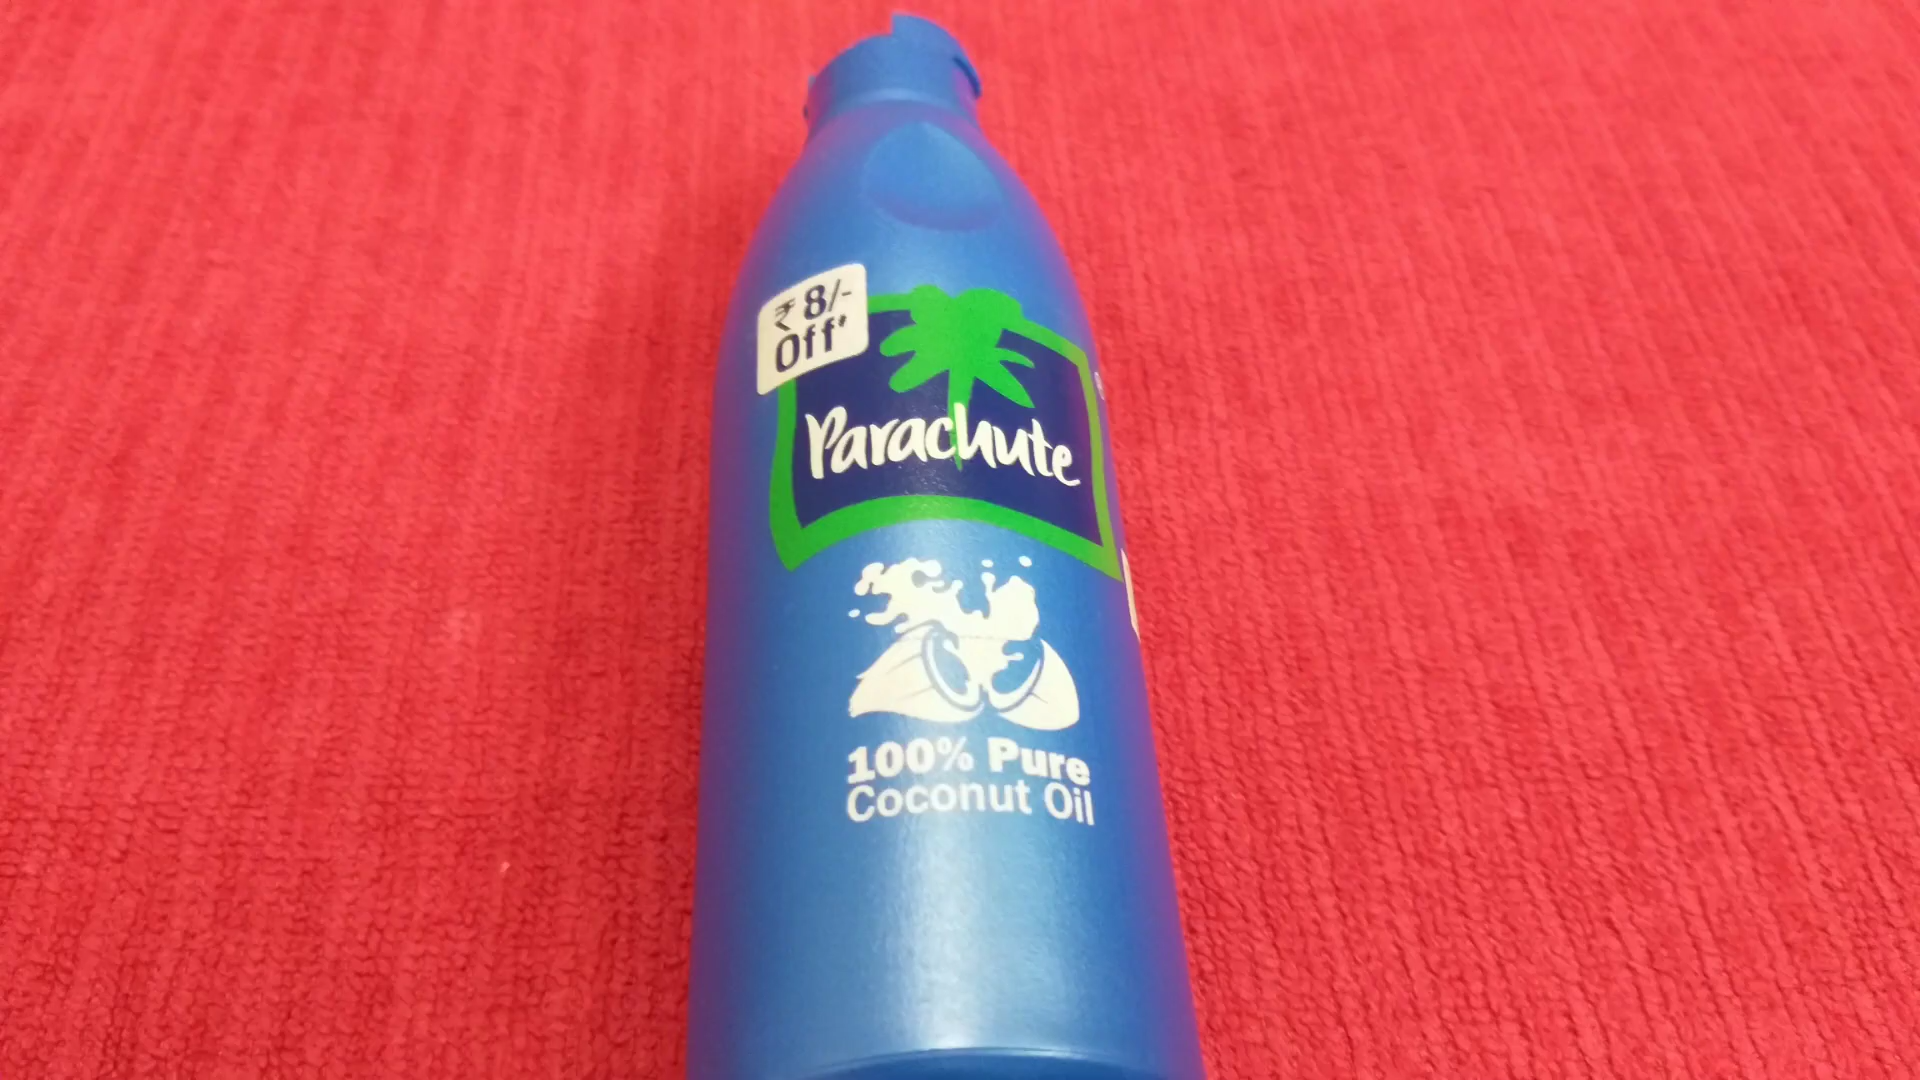 ₹ 8/-
Off*
Parachute
100% Pure
Coconut Oil